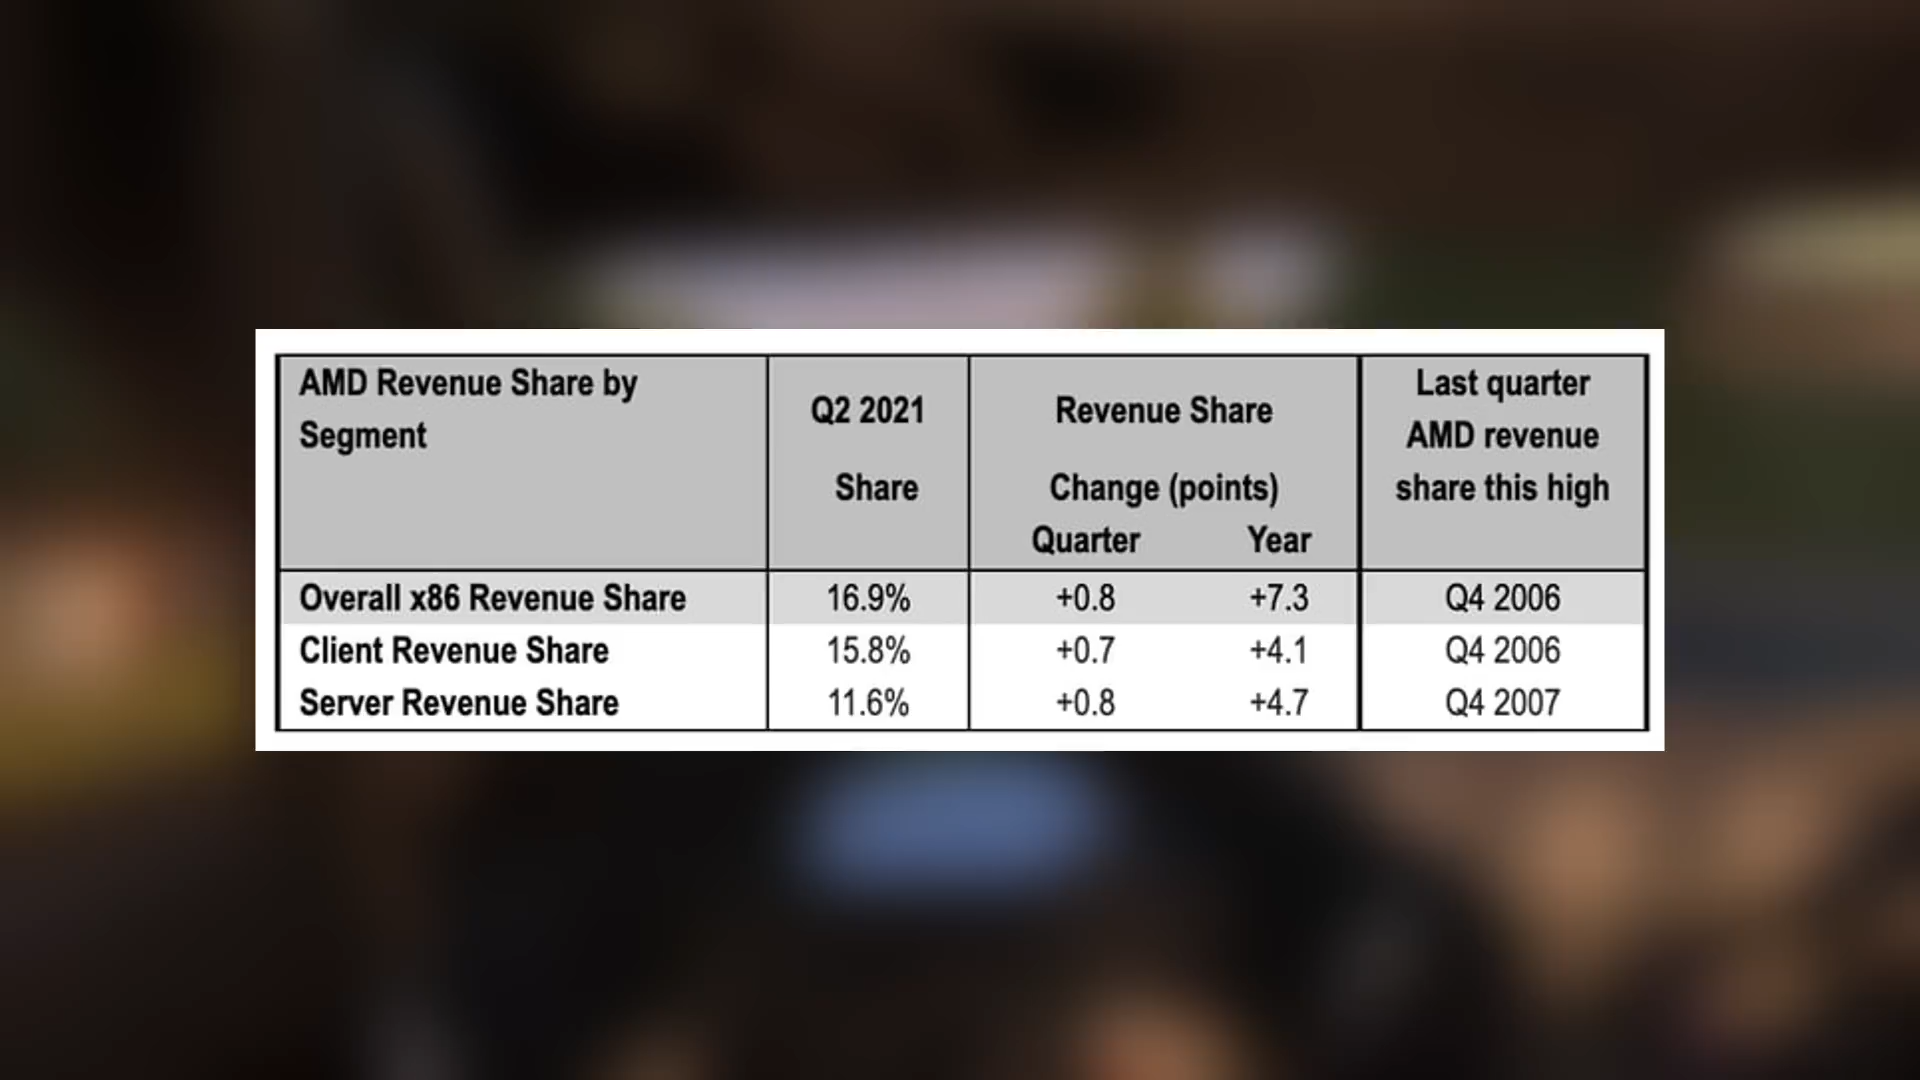 AMD Revenue Share by
Segment
Q2 2021
Share
Revenue Share
Change (points)
Quarter Year
Last quarter
AMD revenue
share this high
Overall x86 Revenue Share 16.9% +0.8 +7.3 Q4 2006
Client Revenue Share 15.8% +0.7 +4.1 Q4 2006
Server Revenue Share 11.6% +0.8 +4.7 Q4 2007